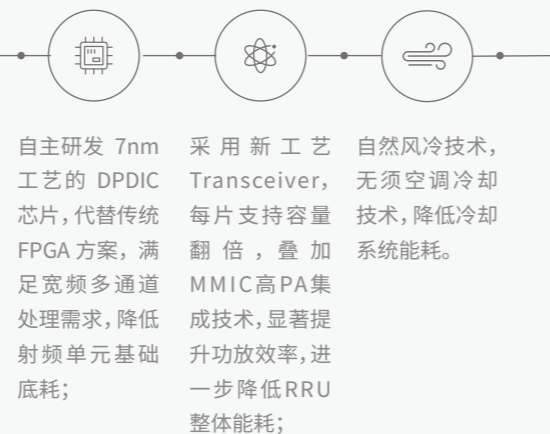 自主研发 7nm
工艺的 DPDIC
芯片，代替传统
FPGA 方案，满
足宽频多通道
处理需求，降低
射频单元基础
底耗；
采用新工艺
Transceiver，
每片支持容量
翻倍，叠加
MMIC高PA集
成技术，显著提
升功放效率，进
一步降低RRU
整体能耗；
自然风冷技术，
无须空调冷却
技术，降低冷却
系统能耗。